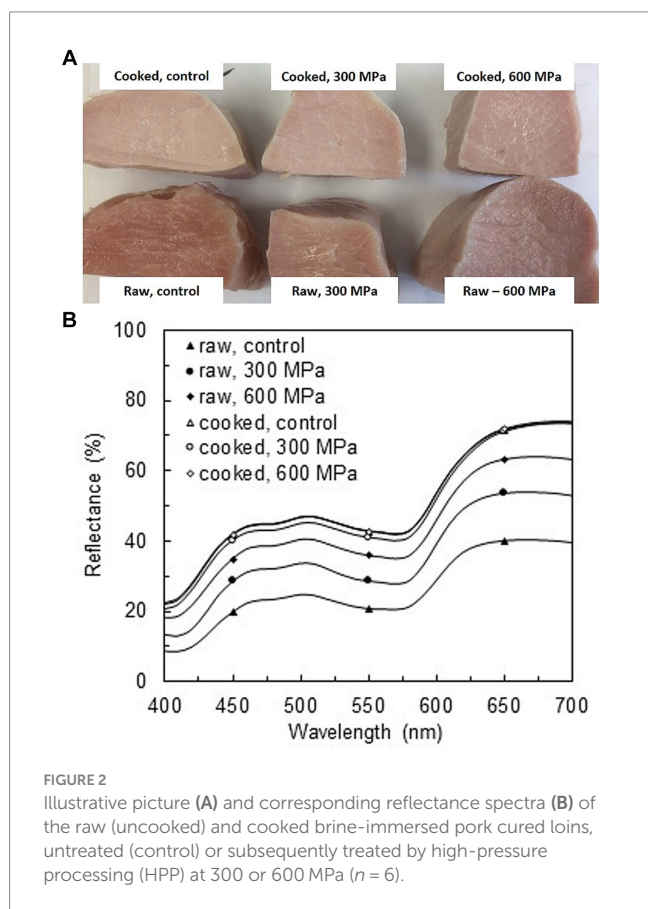 A
Cooked, control Cooked, 300 MPa Cooked, 600 MPa
Raw, control Raw, 300 MPa Raw – 600 MPa
B
100
80
60
40
20
0
Reflectance (%)
▲ raw, control
● raw, 300 MPa
◆ raw, 600 MPa
△ cooked, control
○ cooked, 300 MPa
◇ cooked, 600 MPa
400 450 500 550 600 650 700
Wavelength (nm)
FIGURE 2
Illustrative picture (A) and corresponding reflectance spectra (B) of
the raw (uncooked) and cooked brine-immersed pork cured loins,
untreated (control) or subsequently treated by high-pressure
processing (HPP) at 300 or 600 MPa (n = 6).